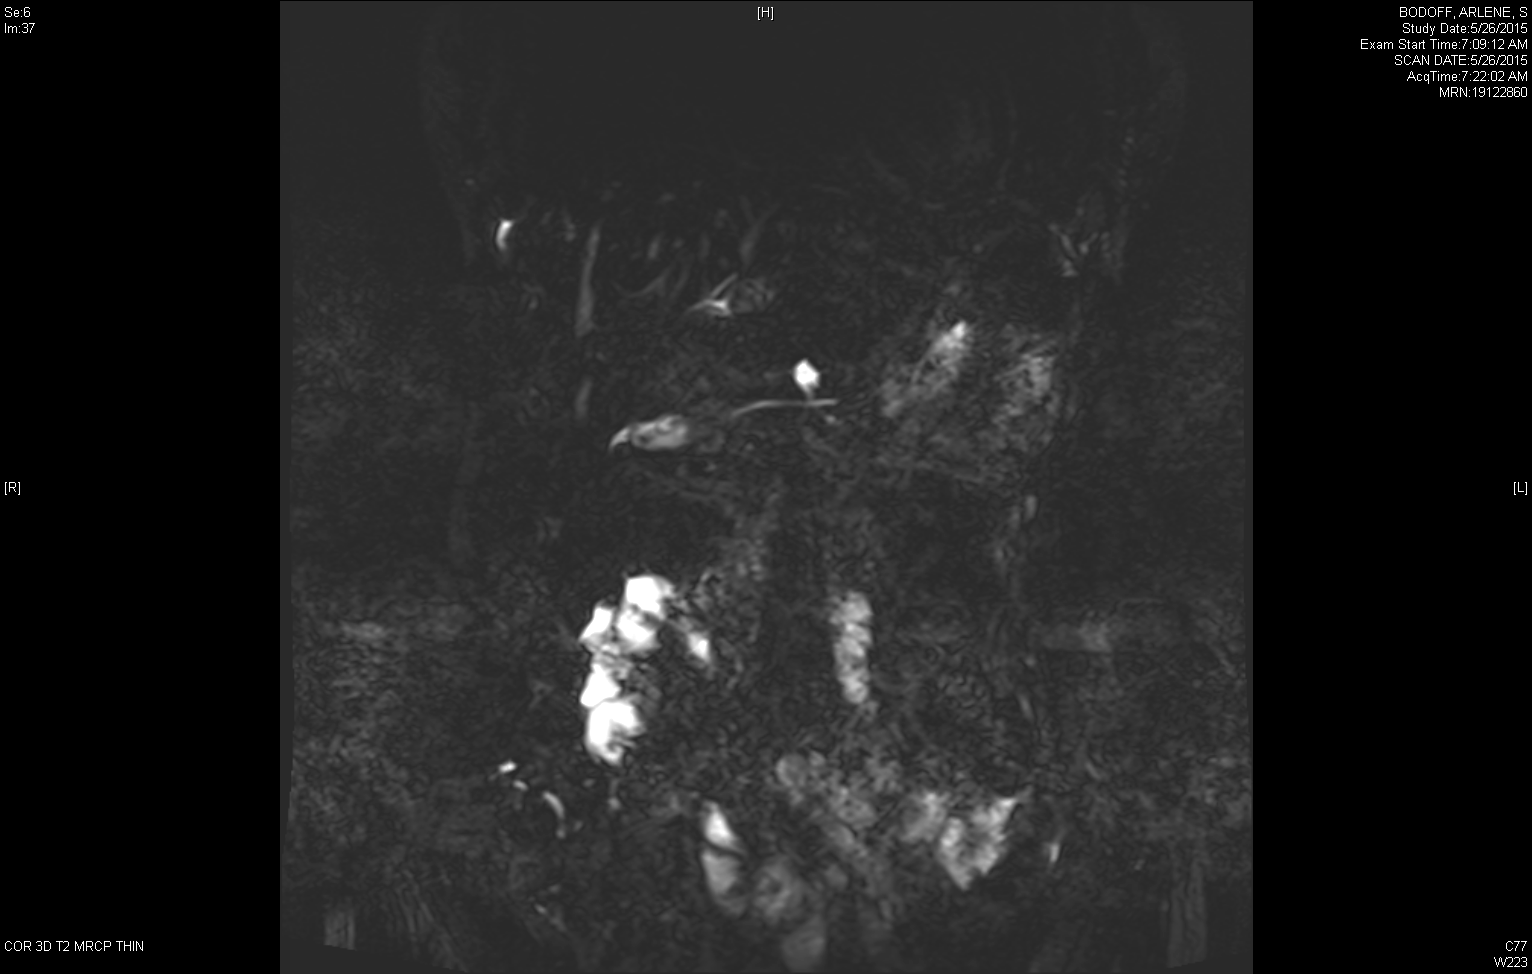 Se:6
Im:37
[H]
BODOFF, ARLENE, S
Study Date:5/26/2015
Exam Start Time:7:09:12 AM
SCAN DATE:5/26/2015
AcqTime:7:22:02 AM
MRN:19122860
[R]
[L]
COR 3D T2 MRCP THIN
C77
W223